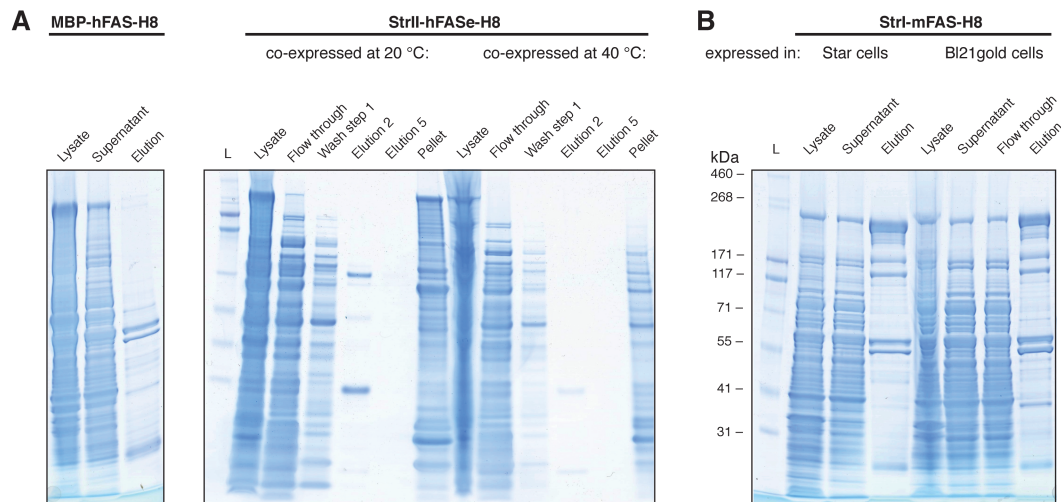 A MBP-hFAS-H8 StrII-hFASe-H8 B StrI-mFAS-H8
co-expressed at 20 °C: co-expressed at 40 °C: expressed in: Star cells Bl21gold cells
Lysate Supernatant Elution L Lysate Flow through Wash step 1 Elution 2 Elution 5 Pellet Lysate Flow through Wash step 1 Elution 2 Elution 5 Pellet kDa L Lysate Supernatant Elution Lysate Supernatant Flow through Elution
460 –
268 –
171 –
117 –
71 –
55 –
41 –
31 –